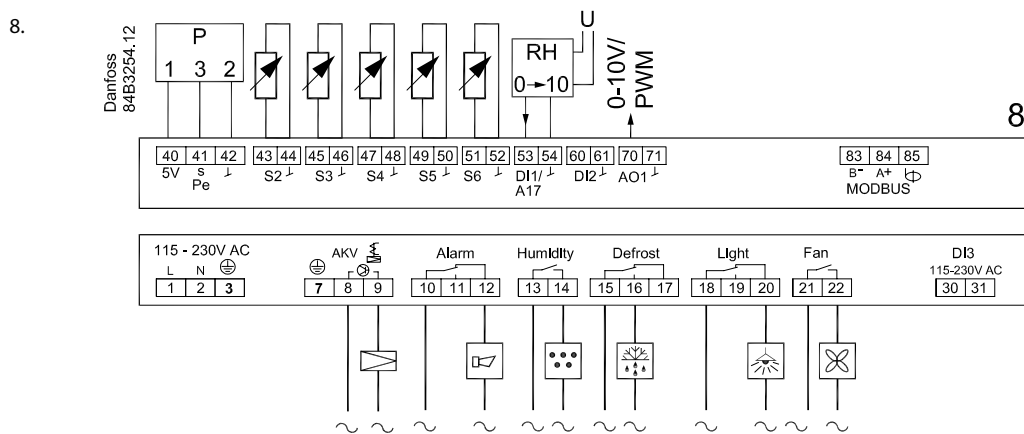 8.
Danfoss
84B3254.12
P
1 3 2
RH
0→10
U
0-10V/
PWM
8
40 41 42 43 44 45 46 47 48 49 50 51 52 53 54 60 61 70 71 83 84 85
5V s ⊥ S2 ⊥ S3 ⊥ S4 ⊥ S5 ⊥ S6 ⊥ DI1/ ⊥ DI2 ⊥ AO1 ⊥ B- A+
Pe A17 MODBUS
115 - 230V AC AKV Alarm Humidity Defrost Light Fan DI3
L N 115-230V AC
1 2 3 7 8 9 10 11 12 13 14 15 16 17 18 19 20 21 22 30 31